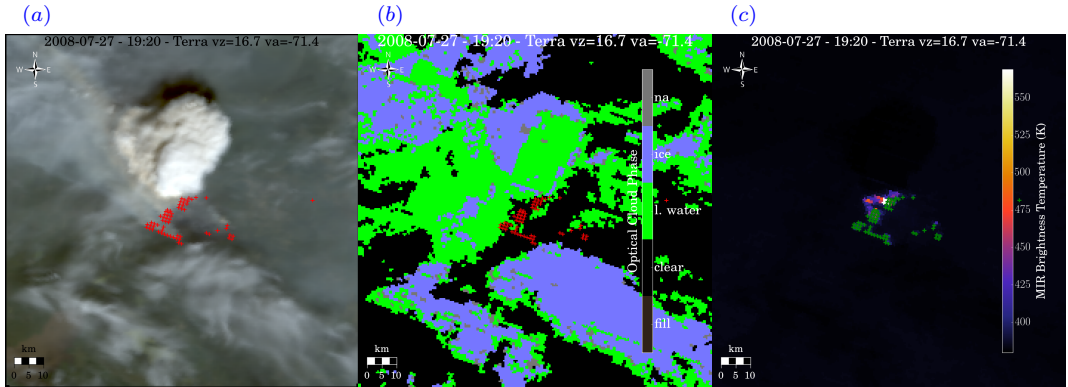 (a)
(b)
(c)
2008-07-27 - 19:20 - Terra vz=16.7 va=-71.4
2008-07-27 - 19:20 - Terra vz=16.7 va=-71.4
2008-07-27 - 19:20 - Terra vz=16.7 va=-71.4
N
W E
S
N
W E
S
N
W E
S
na
ice
l. water
clear
fill
Optical Cloud Phase
550
525
500
475
450
425
400
MIR Brightness Temperature (K)
km
0 5 10
km
0 5 10
km
0 5 10